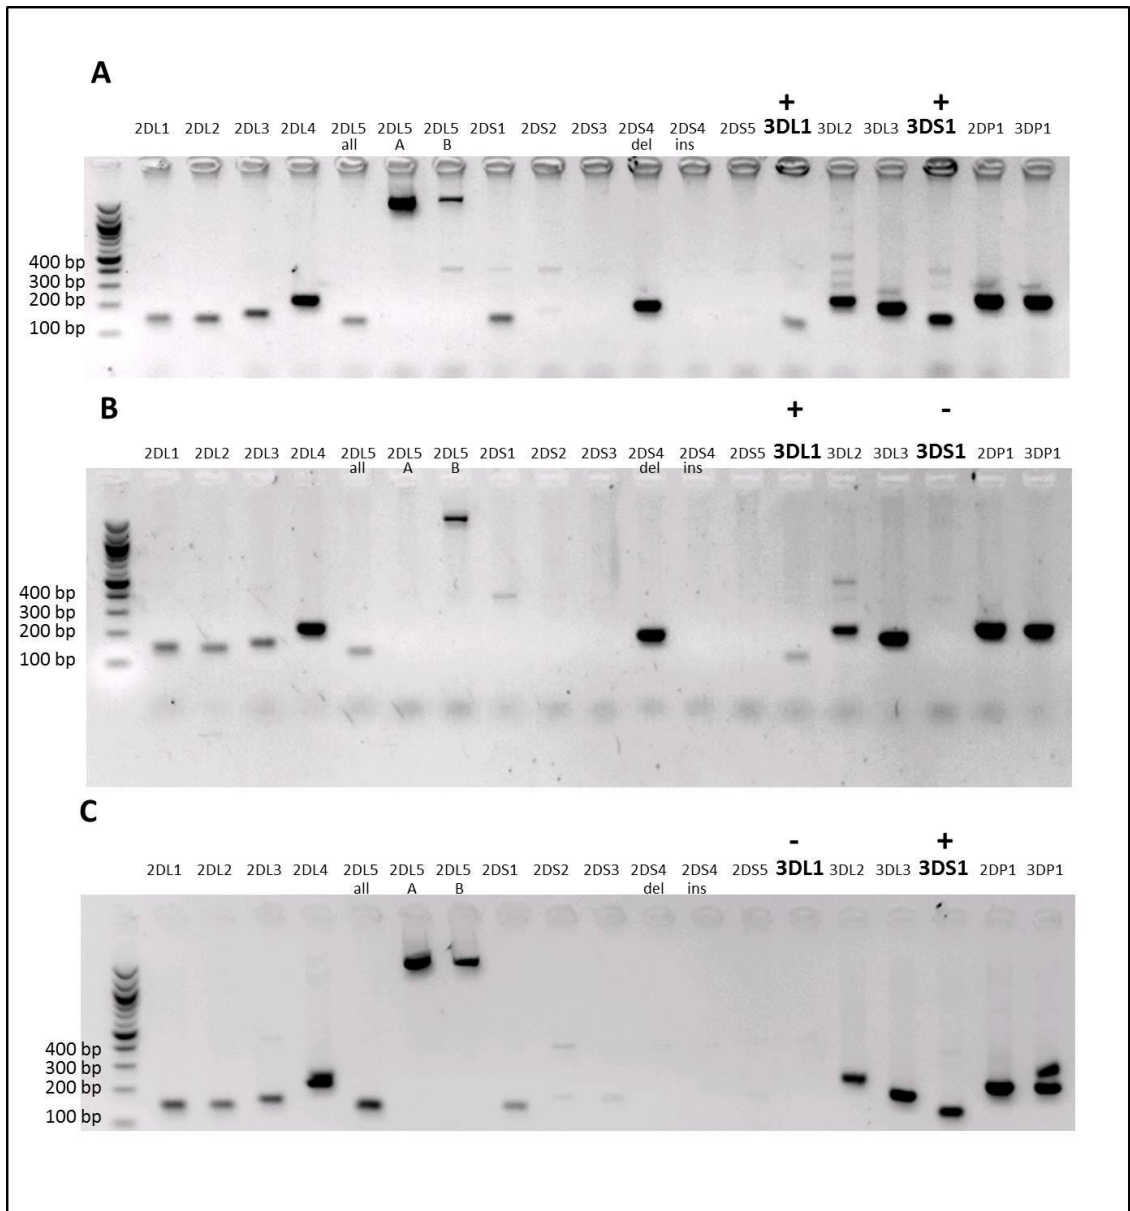 A
+ +
2DL1 2DL2 2DL3 2DL4 2DL5 2DL5 2DL5 2DS1 2DS2 2DS3 2DS4 2DS4 2DS5 3DL1 3DL2 3DL3 3DS1 2DP1 3DP1
all A B del ins
400 bp
300 bp
200 bp
100 bp
B
+ -
2DL1 2DL2 2DL3 2DL4 2DL5 2DL5 2DL5 2DS1 2DS2 2DS3 2DS4 2DS4 2DS5 3DL1 3DL2 3DL3 3DS1 2DP1 3DP1
all A B del ins
400 bp
300 bp
200 bp
100 bp
C
- +
2DL1 2DL2 2DL3 2DL4 2DL5 2DL5 2DL5 2DS1 2DS2 2DS3 2DS4 2DS4 2DS5 3DL1 3DL2 3DL3 3DS1 2DP1 3DP1
all A B del ins
400 bp
300 bp
200 bp
100 bp